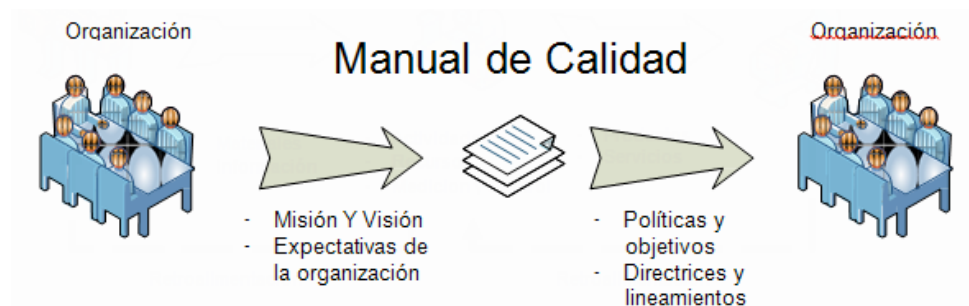 Organización
Organización
Manual de Calidad
- Misión Y Visión
- Expectativas de
la organización
- Políticas y
objetivos
- Directrices y
lineamientos